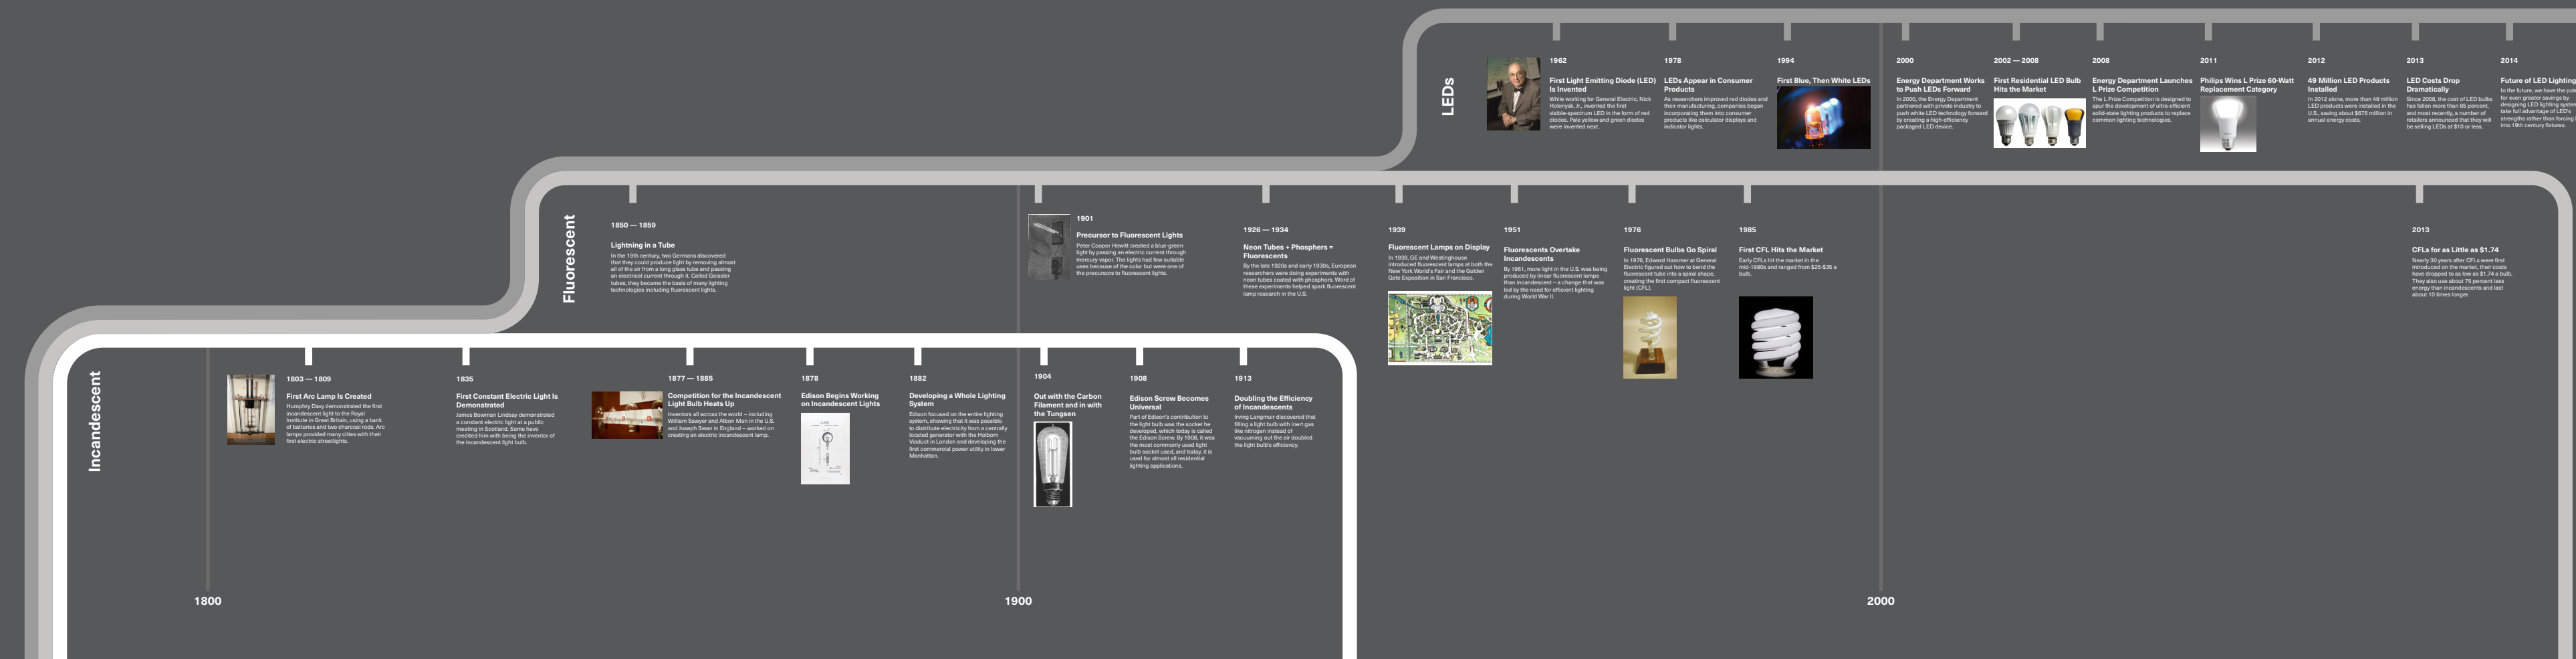 LEDs
1962
First Light Emitting Diode (LED)
Is Invented
While working for General Electric, Nick
Holonyak, Jr., invented the first
visible-spectrum LED in the form of red
diodes. Pale yellow and green diodes
were invented next.
1978
LEDs Appear in Consumer
Products
As researchers improved red diodes and
their manufacturing, companies began
incorporating them into consumer
products like calculator displays and
indicator lights.
1994
First Blue, Then White LEDs
2000
Energy Department Works
to Push LEDs Forward
In 2000, the Energy Department
partnered with private industry to
push white LED technology forward
by creating a high-efficiency
packaged LED device.
2002 — 2008
First Residential LED Bulb
Hits the Market
2008
Energy Department Launches
L Prize Competition
The L Prize Competition is designed to
spur the development of ultra-efficient
solid-state lighting products to replace
common lighting technologies.
2011
Philips Wins L Prize 60-Watt
Replacement Category
2012
49 Million LED Products
Installed
In 2012 alone, more than 49 million
LED products were installed in the
U.S., saving about $675 million in
annual energy costs.
2013
LED Costs Drop
Dramatically
Since 2008, the cost of LED bulbs
has fallen more than 85 percent,
and most recently, a number of
retailers announced that they will
be selling LEDs at $10 or less.
2014
Future of LED Lighting
In the future, we have the
for even greater savings by
designing LED lighting
take full advantage of LED's
strengths rather than forcing
into 19th century fixtures.
Fluorescent
1850 — 1859
Lightning in a Tube
In the 19th century, two Germans discovered
that they could produce light by removing almost
all of the air from a long glass tube and passing
an electrical current through it. Called Geissler
tubes, they became the basis of many lighting
technologies including fluorescent lights.
1901
Precursor to Fluorescent Lights
Peter Cooper Hewitt created a blue-green
light by passing an electric current through
mercury vapor. The lights had few suitable
uses because of the color but were one of
the precursors to fluorescent lights.
1926 — 1934
Neon Tubes + Phosphers =
Fluorescents
By the late 1920s and early 1930s, European
researchers were doing experiments with
neon tubes coated with phosphors. Word of
these experiments helped spark fluorescent
lamp research in the U.S.
1939
Fluorescent Lamps on Display
In 1939, GE and Westinghouse
introduced fluorescent lamps at both the
New York World's Fair and the Golden
Gate Exposition in San Francisco.
1951
Fluorescents Overtake
Incandescents
By 1951, more light in the U.S. was being
produced by linear fluorescent lamps
than incandescent – a change that was
led by the need for efficient lighting
during World War II.
1976
Fluorescent Bulbs Go Spiral
In 1976, Edward Hammer at General
Electric figured out how to bend the
fluorescent tube into a spiral shape,
creating the first compact fluorescent
light (CFL).
1985
First CFL Hits the Market
Early CFLs hit the market in the
mid-1980s and ranged from $25-$35 a
bulb.
2013
CFLs for as Little as $1.74
Nearly 30 years after CFLs were first
introduced on the market, their costs
have dropped to as low as $1.74 a bulb.
They also use about 75 percent less
energy than incandescents and last
about 10 times longer.
Incandescent
1803 — 1809
First Arc Lamp Is Created
Humphry Davy demonstrated the first
incandescent light to the Royal
Institute in Great Britain, using a bank
of batteries and two charcoal rods. Arc
lamps provided many cities with their
first electric streetlights.
1835
First Constant Electric Light Is
Demonstrated
James Bowman Lindsay demonstrated
a constant electric light at a public
meeting in Scotland. Some have
credited him with being the inventor of
the incandescent light bulb.
1877 — 1885
Competition for the Incandescent
Light Bulb Heats Up
Inventors all across the world – including
William Sawyer and Albon Man in the U.S.
and Joseph Swan in England – worked on
creating an electric incandescent lamp.
1878
Edison Begins Working
on Incandescent Lights
1882
Developing a Whole Lighting
System
Edison focused on the entire lighting
system, showing that it was possible
to distribute electricity from a centrally
located generator with the Holborn
Viaduct in London and developing the
first commercial power utility in lower
Manhattan.
1904
Out with the Carbon
Filament and in with
the Tungsen
1908
Edison Screw Becomes
Universal
Part of Edison's contribution to
the light bulb was the socket he
developed, which today is called
the Edison Screw. By 1908, it was
the most commonly used light
bulb socket used, and today, it is
used for almost all residential
lighting applications.
1913
Doubling the Efficiency
of Incandescents
Irving Langmuir discovered that
filling a light bulb with inert gas
like nitrogen instead of
vacuuming out the air doubled
the light bulb's efficiency.
1800
1900
2000